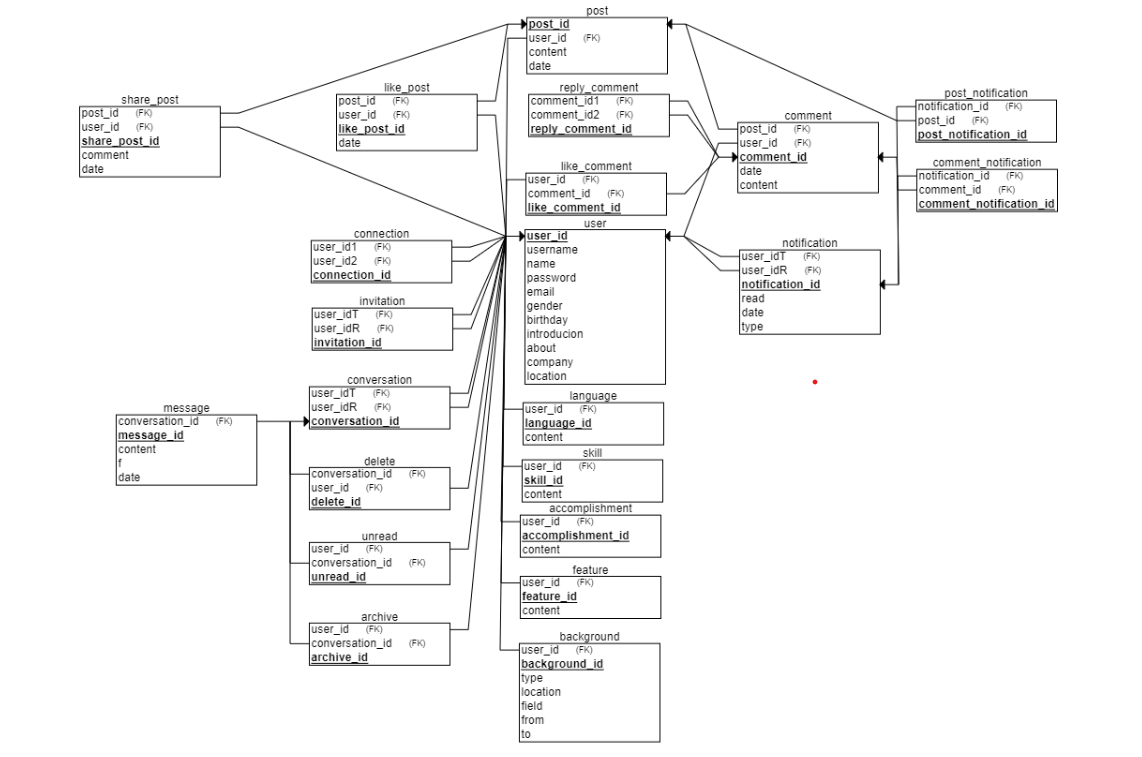 post
post_id
user_id (FK)
content
date
share_post
post_id (FK)
user_id (FK)
share_post_id
comment
date
like_post
post_id (FK)
user_id (FK)
like_post_id
date
reply_comment
comment_id1 (FK)
comment_id2 (FK)
reply_comment_id
comment
post_id (FK)
user_id (FK)
comment_id
date
content
post_notification
notification_id (FK)
post_id (FK)
post_notification_id
comment_notification
notification_id (FK)
comment_id (FK)
comment_notification_id
like_comment
user_id (FK)
comment_id (FK)
like_comment_id
user
user_id
username
name
password
email
gender
birthday
introducion
about
company
location
notification
user_idT (FK)
user_idR (FK)
notification_id
read
date
type
connection
user_id1 (FK)
user_id2 (FK)
connection_id
invitation
user_idT (FK)
user_idR (FK)
invitation_id
conversation
user_idT (FK)
user_idR (FK)
conversation_id
message
conversation_id (FK)
message_id
content
f
date
delete
conversation_id (FK)
user_id (FK)
delete_id
unread
user_id (FK)
conversation_id (FK)
unread_id
archive
user_id (FK)
conversation_id (FK)
archive_id
language
user_id (FK)
language_id
content
skill
user_id (FK)
skill_id
content
accomplishment
user_id (FK)
accomplishment_id
content
feature
user_id (FK)
feature_id
content
background
user_id (FK)
background_id
type
location
field
from
to